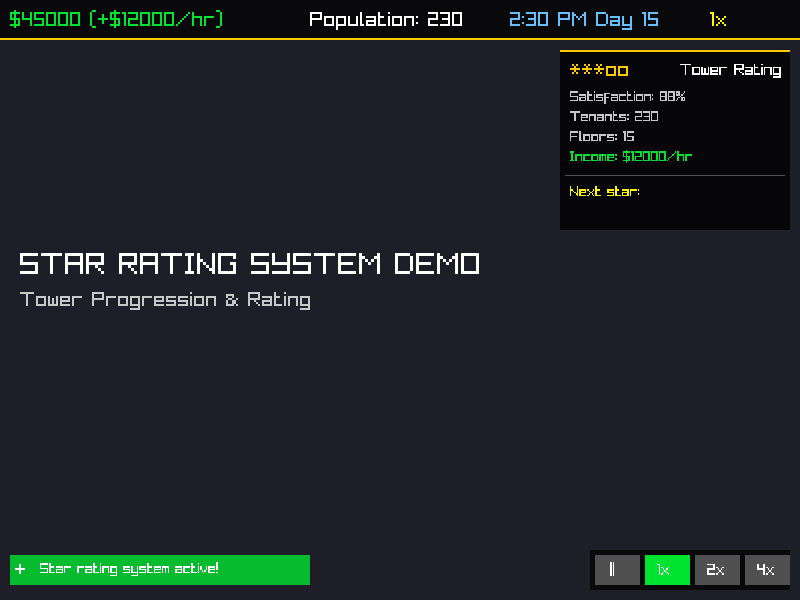 $45000 (+$12000/hr) Population: 230 2:30 PM Day 15 1x
***oo Tower Rating
Satisfaction: 88%
Tenants: 230
Floors: 15
Income: $12000/hr
Next star:
STAR RATING SYSTEM DEMO
Tower Progression & Rating
+ Star rating system active!
|| 1x 2x 4x